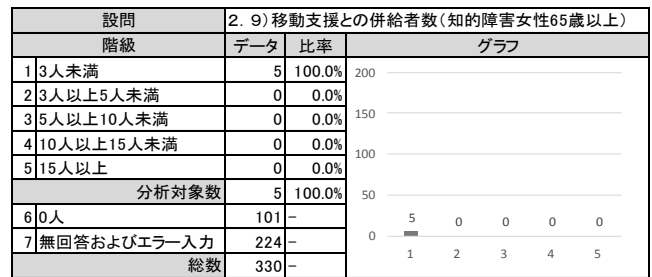 設問 2．9）移動支援との併給者数（知的障害女性65歳以上）
階級 データ 比率 グラフ
1 3人未満 5 100.0%
2 3人以上5人未満 0 0.0%
3 5人以上10人未満 0 0.0%
4 10人以上15人未満 0 0.0%
5 15人以上 0 0.0%
分析対象数 5 100.0%
6 0人 101 -
7 無回答およびエラー入力 224 -
総数 330 -
200
150
100
50
0
5 0 0 0 0
1 2 3 4 5